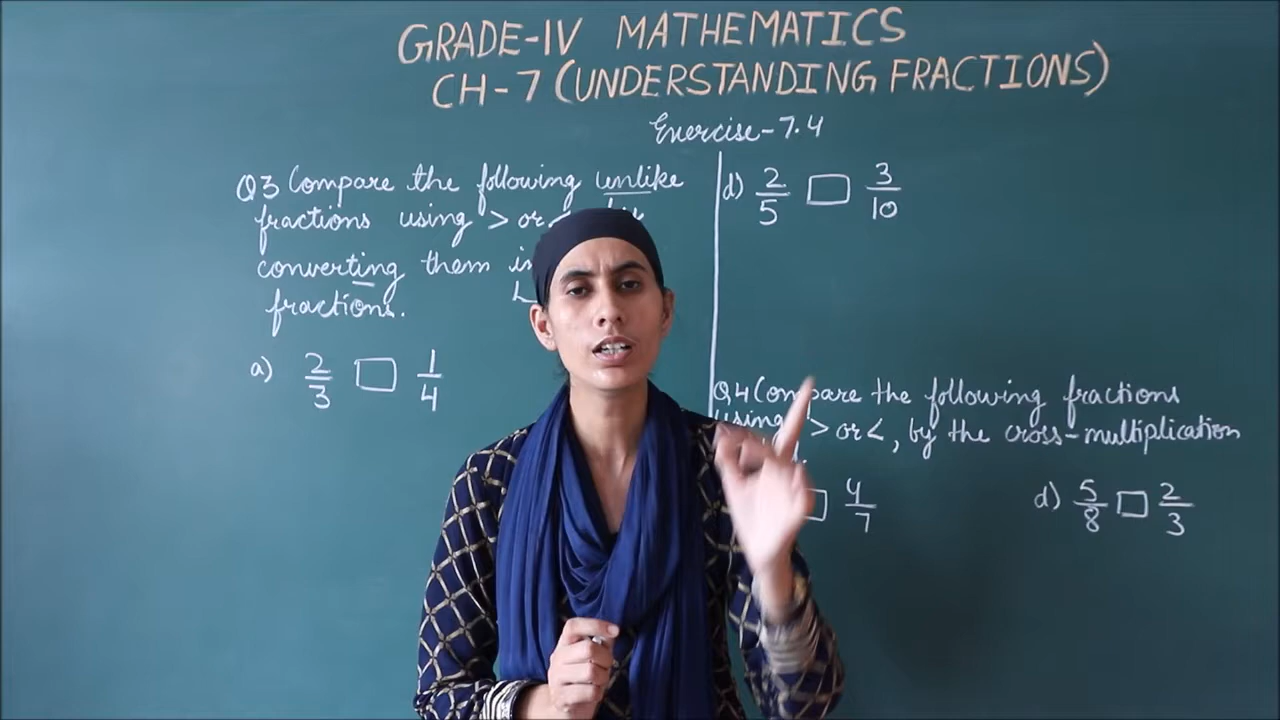 GRADE-IV MATHEMATICS
CH-7 (UNDERSTANDING FRACTIONS)
Exercise-7.4
Q3 Compare the following unlike
fractions using > or <
converting them
fractions.
a) 2/3 □ 1/4
d) 2/5 □ 3/10
Q4 Compare the following fractions
using > or <, by the cross-multiplication
□ 4/7
d) 5/8 □ 2/3